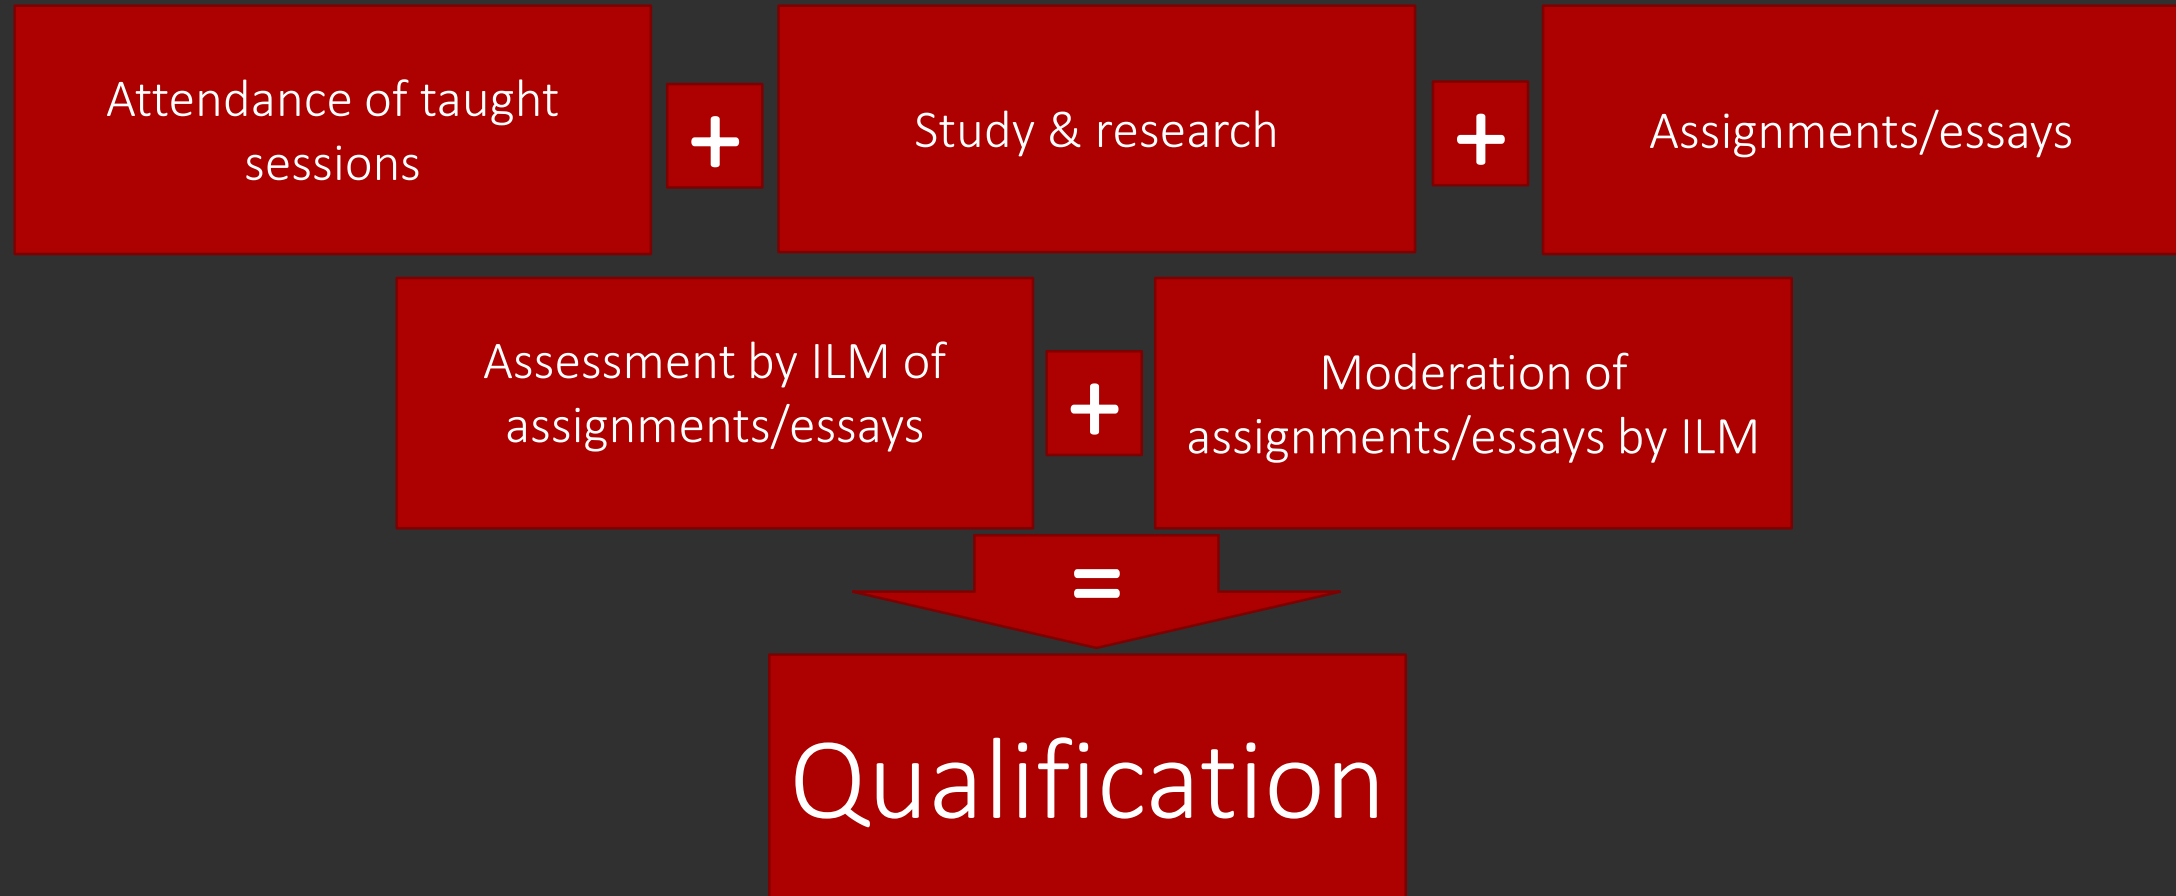 Attendance of taught
sessions
+
Study & research
+
Assignments/essays
Assessment by ILM of
assignments/essays
+
Moderation of
assignments/essays by ILM
=
Qualification